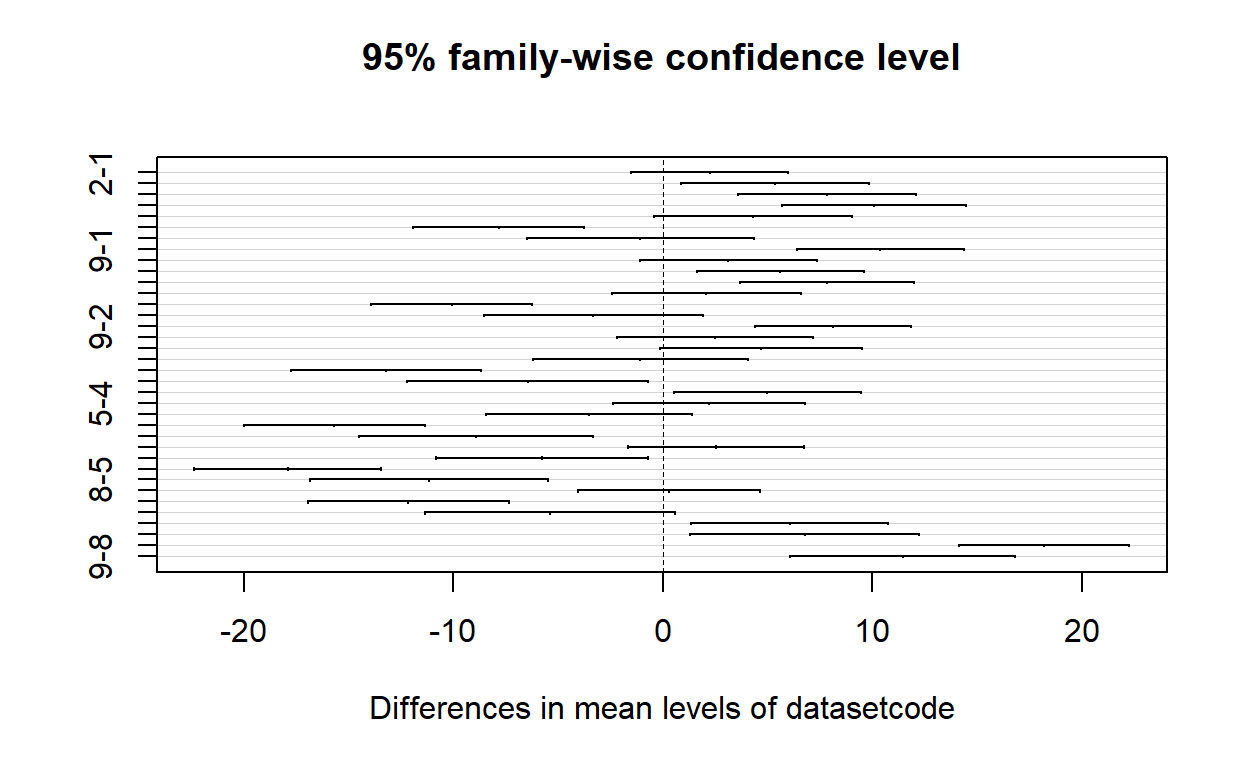 95% family-wise confidence level
2-1
9-1
9-2
5-4
8-5
9-8
-20 -10 0 10 20
Differences in mean levels of datasetcode